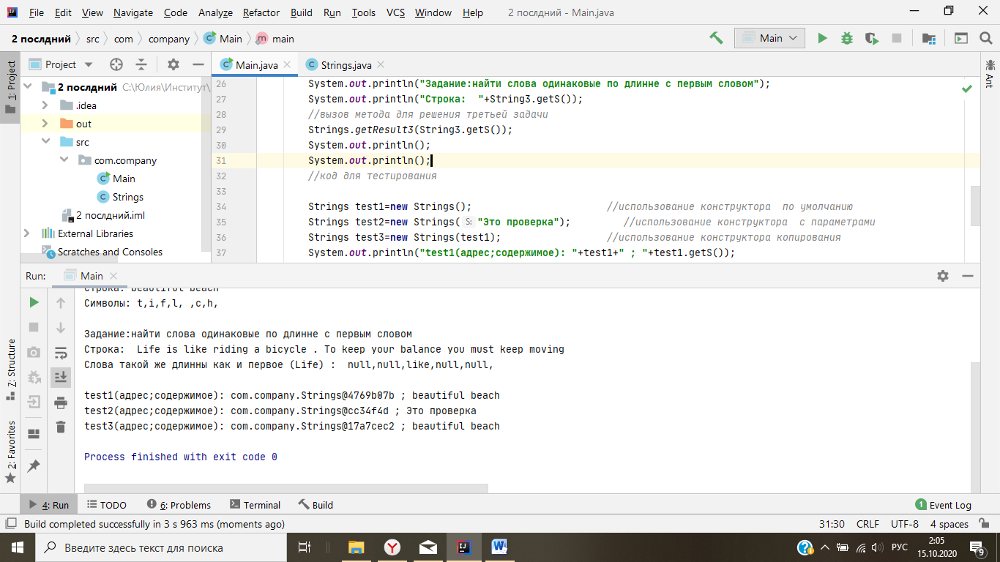 File Edit View Navigate Code Analyze Refactor Build Run Tools VCS Window Help 2 послдний - Main.java
2 послдний src com company Main main Main
1: Project
Project
2 послдний C:\Юлия\Институт\
.idea
out
src
com.company
Main
Strings
2 послдний.iml
External Libraries
Scratches and Consoles
Main.java Strings.java
Ant
26 System.out.println("Задание:найти слова одинаковые по длинне с первым словом");
27 System.out.println("Строка:  "+String3.getS());
28 //вызов метода для решения третьей задачи
29 Strings.getResult3(String3.getS());
30 System.out.println();
31 System.out.println();
32 //код для тестирования
33
34 Strings test1=new Strings(); //использование конструктора  по умолчанию
35 Strings test2=new Strings( S: "Это проверка"); //использование конструктора  с параметрами
36 Strings test3=new Strings(test1); //использование конструктора копирования
37 System.out.println("test1(адрес;содержимое): "+test1+" ; "+test1.getS());
Run: Main
Строка: beautiful beach
Символы: t,i,f,l, ,c,h,
Задание:найти слова одинаковые по длинне с первым словом
Строка:  Life is like riding a bicycle . To keep your balance you must keep moving
Слова такой же длинны как и первое (Life) :  null,null,like,null,null,
test1(адрес;содержимое): com.company.Strings@4769b07b ; beautiful beach
test2(адрес;содержимое): com.company.Strings@cc34f4d ; Это проверка
test3(адрес;содержимое): com.company.Strings@17a7cec2 ; beautiful beach
Process finished with exit code 0
7: Structure
2: Favorites
4: Run TODO 6: Problems Terminal Build 1 Event Log
Build completed successfully in 3 s 963 ms (moments ago) 31:30 CRLF UTF-8 4 spaces
Введите здесь текст для поиска РУС 2:05
15.10.2020 9